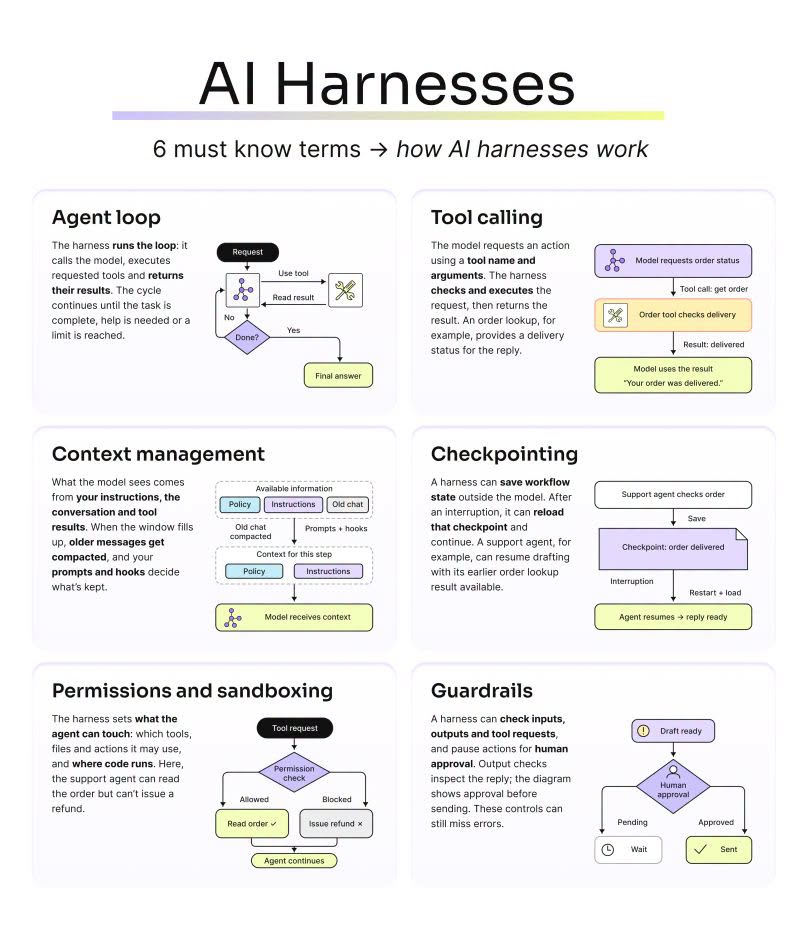 AI Harnesses
6 must know terms → how AI harnesses work
Agent loop
The harness runs the loop: it
calls the model, executes
requested tools and returns
their results. The cycle
continues until the task is
complete, help is needed or a
limit is reached.
Request
Use tool
Read result
No
Done?
Yes
Final answer
Tool calling
The model requests an action
using a tool name and
arguments. The harness
checks and executes the
request, then returns the
result. An order lookup, for
example, provides a delivery
status for the reply.
Model requests order status
Tool call: get order
Order tool checks delivery
Result: delivered
Model uses the result
“Your order was delivered.”
Context management
What the model sees comes
from your instructions, the
conversation and tool
results. When the window fills
up, older messages get
compacted, and your
prompts and hooks decide
what’s kept.
Available information
Policy
Instructions
Old chat
Old chat
compacted
Prompts + hooks
Context for this step
Policy
Instructions
Model receives context
Checkpointing
A harness can save workflow
state outside the model. After
an interruption, it can reload
that checkpoint and
continue. A support agent, for
example, can resume drafting
with its earlier order lookup
result available.
Support agent checks order
Save
Checkpoint: order delivered
Interruption
Restart + load
Agent resumes → reply ready
Permissions and sandboxing
The harness sets what the
agent can touch: which tools,
files and actions it may use,
and where code runs. Here,
the support agent can read
the order but can’t issue a
refund.
Tool request
Permission
check
Allowed
Blocked
Read order ✓
Issue refund ×
Agent continues
Guardrails
A harness can check inputs,
outputs and tool requests,
and pause actions for human
approval. Output checks
inspect the reply; the diagram
shows approval before
sending. These controls can
still miss errors.
Draft ready
Human
approval
Pending
Approved
Wait
Sent